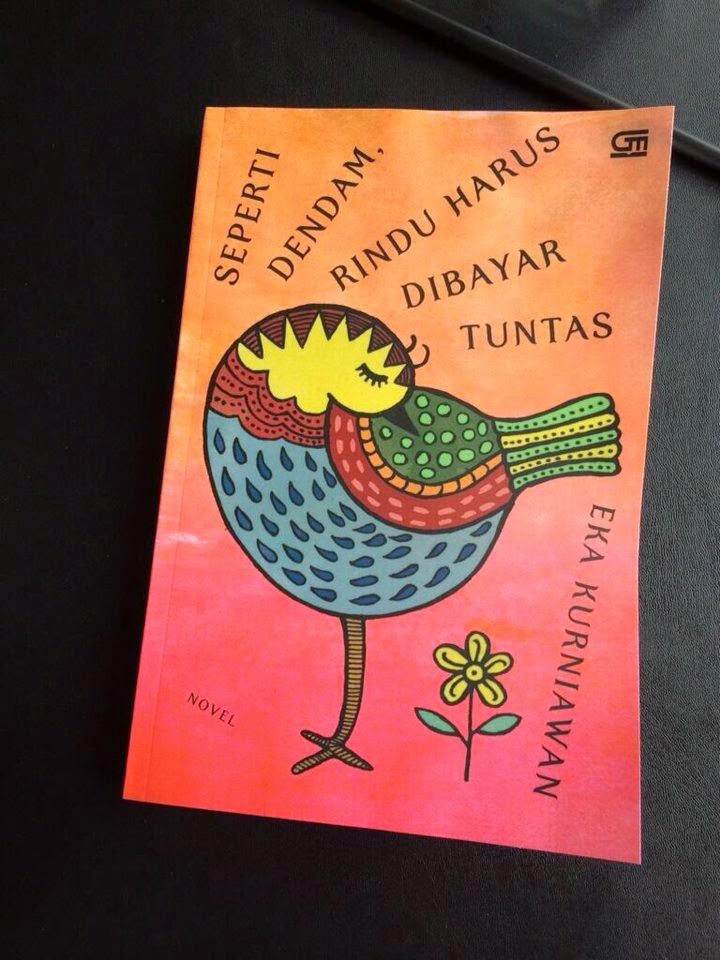 SEPERTI
DENDAM,
RINDU HARUS
DIBAYAR
TUNTAS
EKA KURNIAWAN
NOVEL